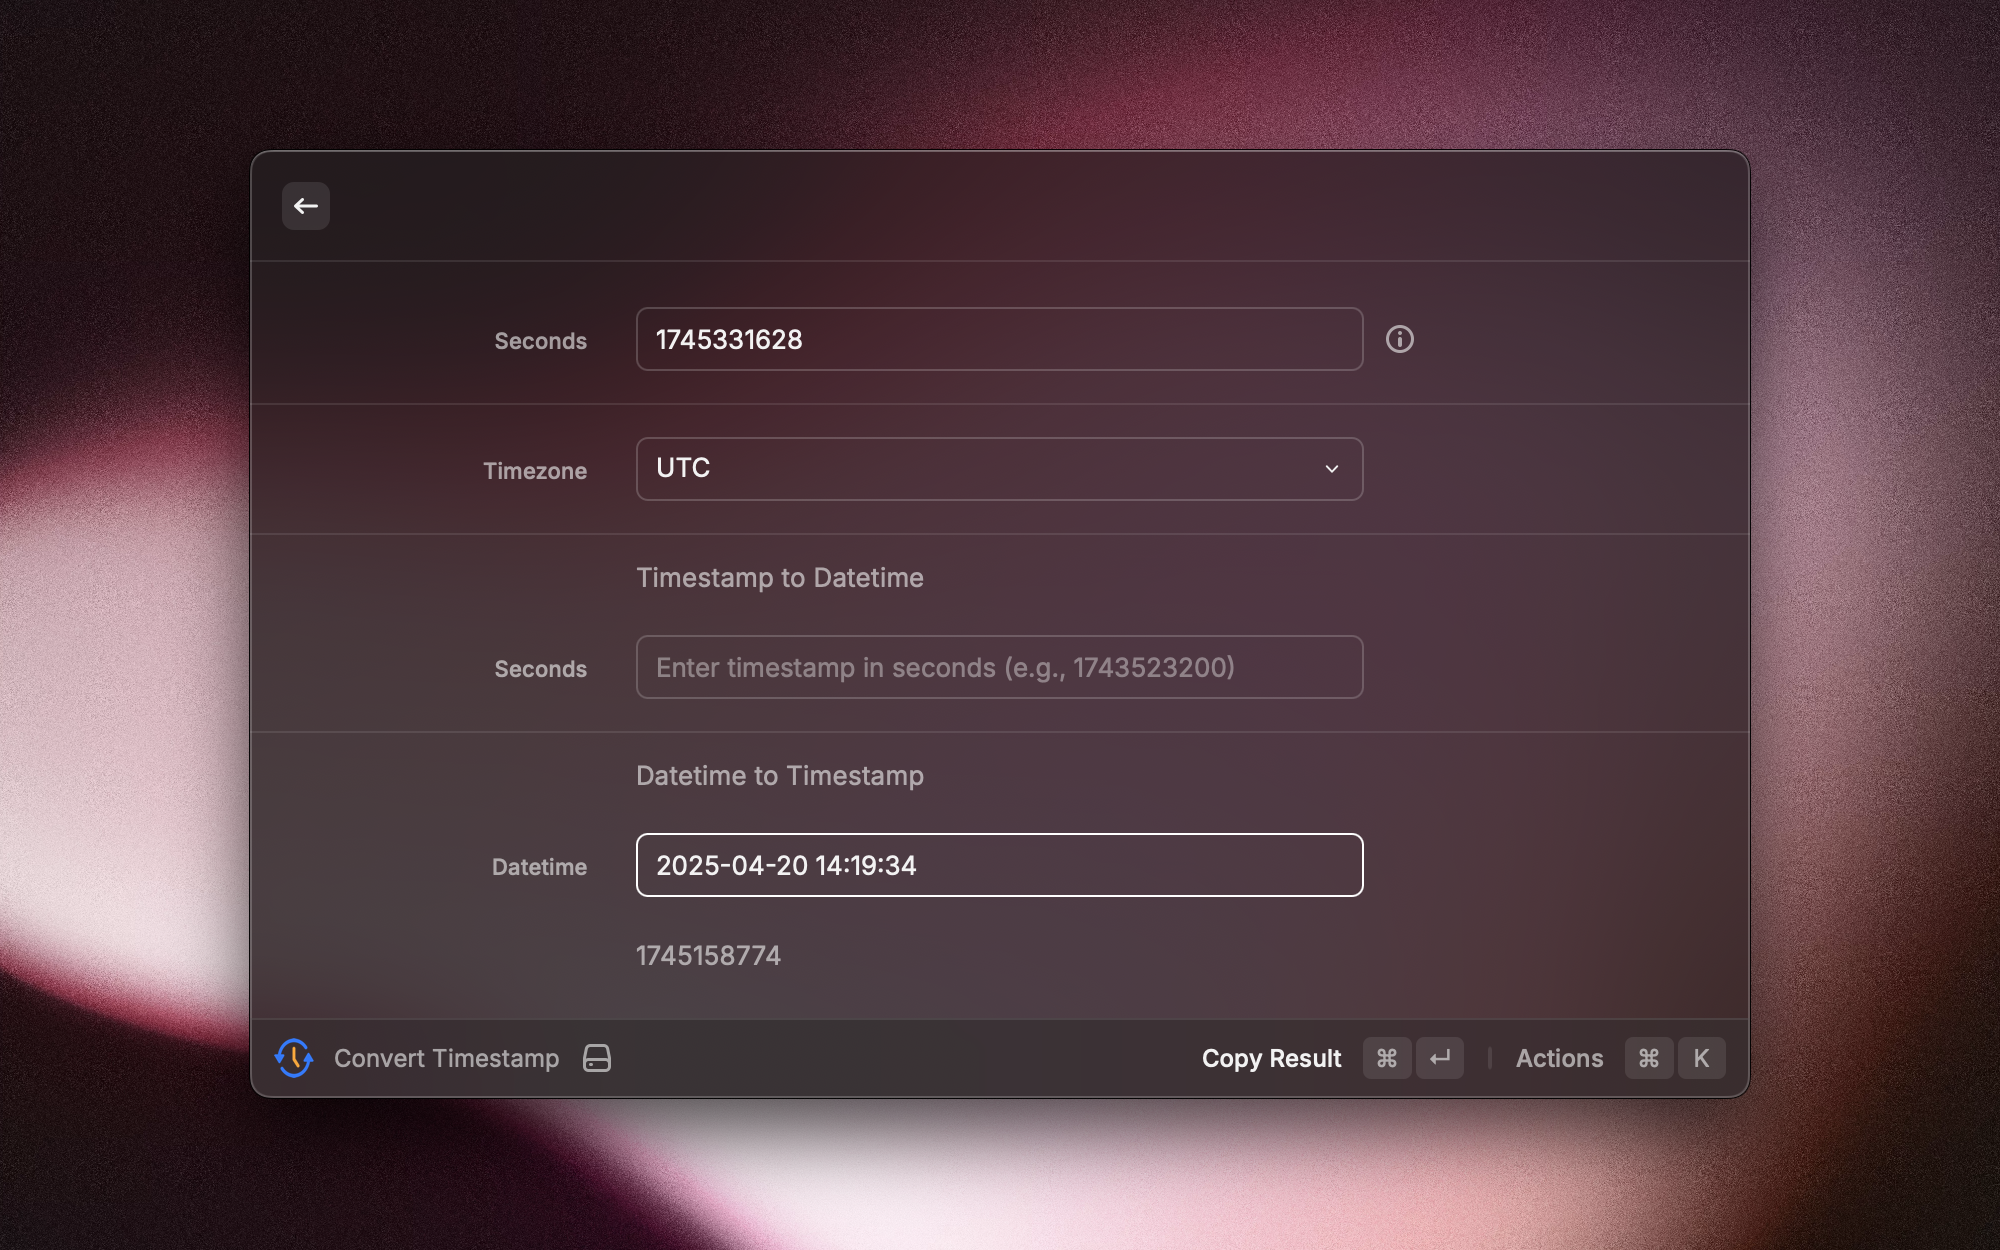 Seconds 1745331628
Timezone UTC
Timestamp to Datetime
Seconds Enter timestamp in seconds (e.g., 1743523200)
Datetime to Timestamp
Datetime 2025-04-20 14:19:34
1745158774
Convert Timestamp Copy Result ⌘ ↵ Actions ⌘ K